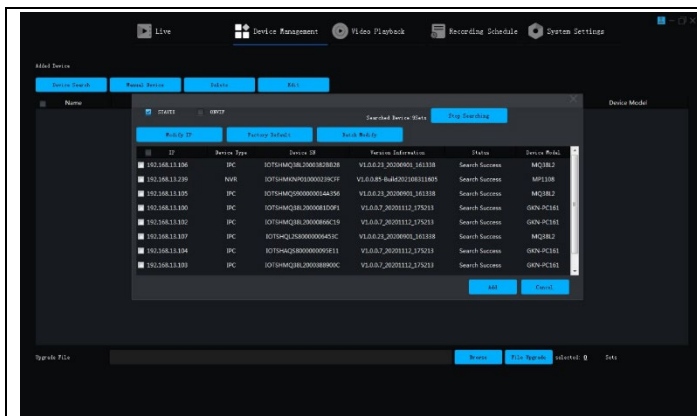 Live Device Management Video Playback Recording Schedule System Settings
Added Device
Device Search Manual Device Delete Edit
Name Device Model
STATUS ONVIF Searched Device:9Sets Stop Searching
Modify IP Factory Default Batch Modify
IP Device Type Device SN Version Information Status Device Model
192.168.13.106 IPC IOTSHMQ38L2000382BB28 V1.0.0.23_20200901_161338 Search Success MQ38L2
192.168.13.239 NVR IOTSHMKNP010000239CFF V1.0.0.85-Build202108311605 Search Success MP1108
192.168.13.105 IPC IOTSHMQS900000014A356 V1.0.0.23_20200901_161338 Search Success MQ38L2
192.168.13.100 IPC IOTSHMQ38L2000081D0F1 V1.0.0.7_20201112_175213 Search Success GKN-PC161
192.168.13.102 IPC IOTSHMQ38L2000866C19 V1.0.0.7_20201112_175213 Search Success GKN-PC161
192.168.13.107 IPC IOTSHQL2S80000006453C V1.0.0.23_20200901_161338 Search Success MQ38L2
192.168.13.104 IPC IOTSHAQS8000000095E11 V1.0.0.7_20201112_175213 Search Success GKN-PC161
192.168.13.103 IPC IOTSHMQ38L200038B900C V1.0.0.7_20201112_175213 Search Success GKN-PC161
Add Cancel
Upgrade File Browse File Upgrade selected: 0 Sets